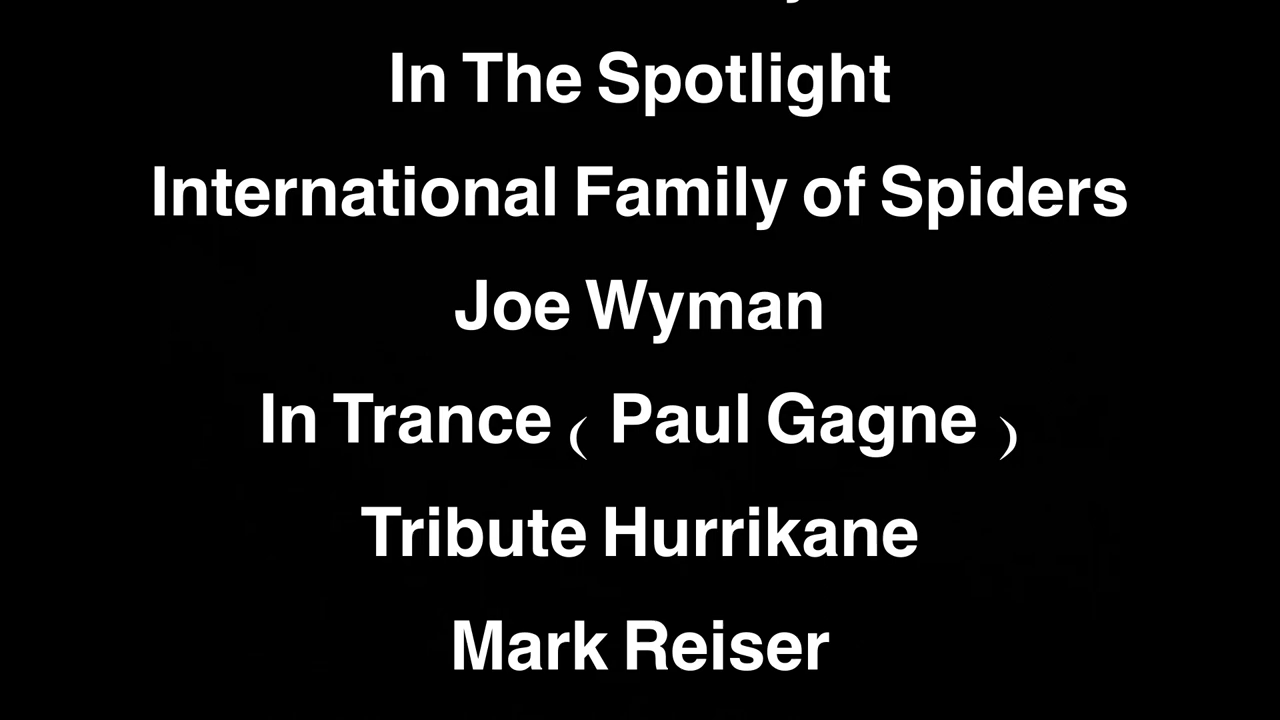 In The Spotlight
International Family of Spiders
Joe Wyman
In Trance ( Paul Gagne )
Tribute Hurrikane
Mark Reiser